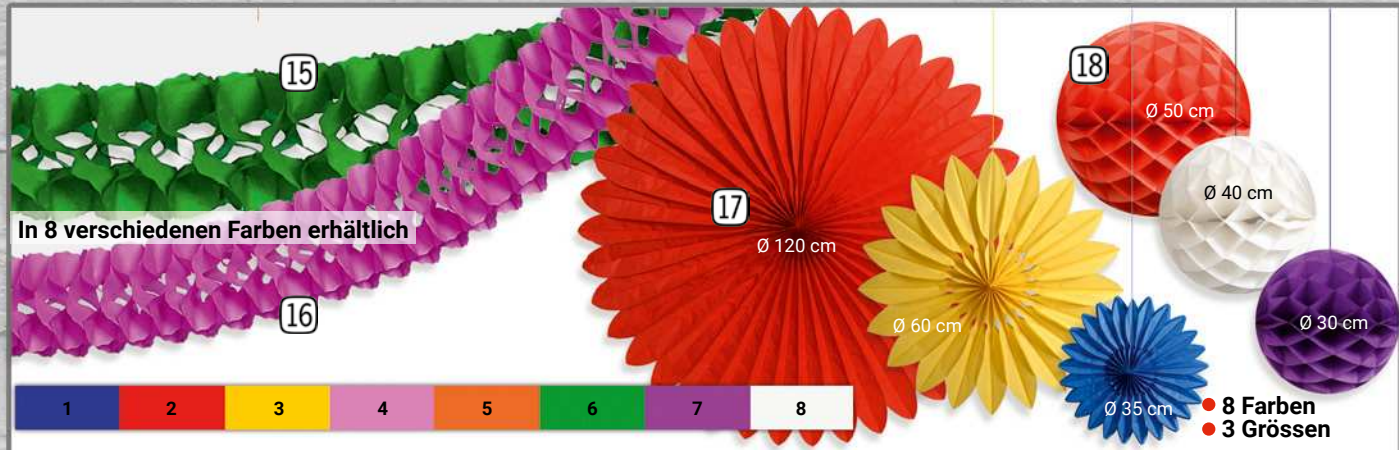 15
In 8 verschiedenen Farben erhältlich
16
17
Ø 120 cm
Ø 60 cm
Ø 35 cm
18
Ø 50 cm
Ø 40 cm
Ø 30 cm
1 2 3 4 5 6 7 8
8 Farben
3 Grössen